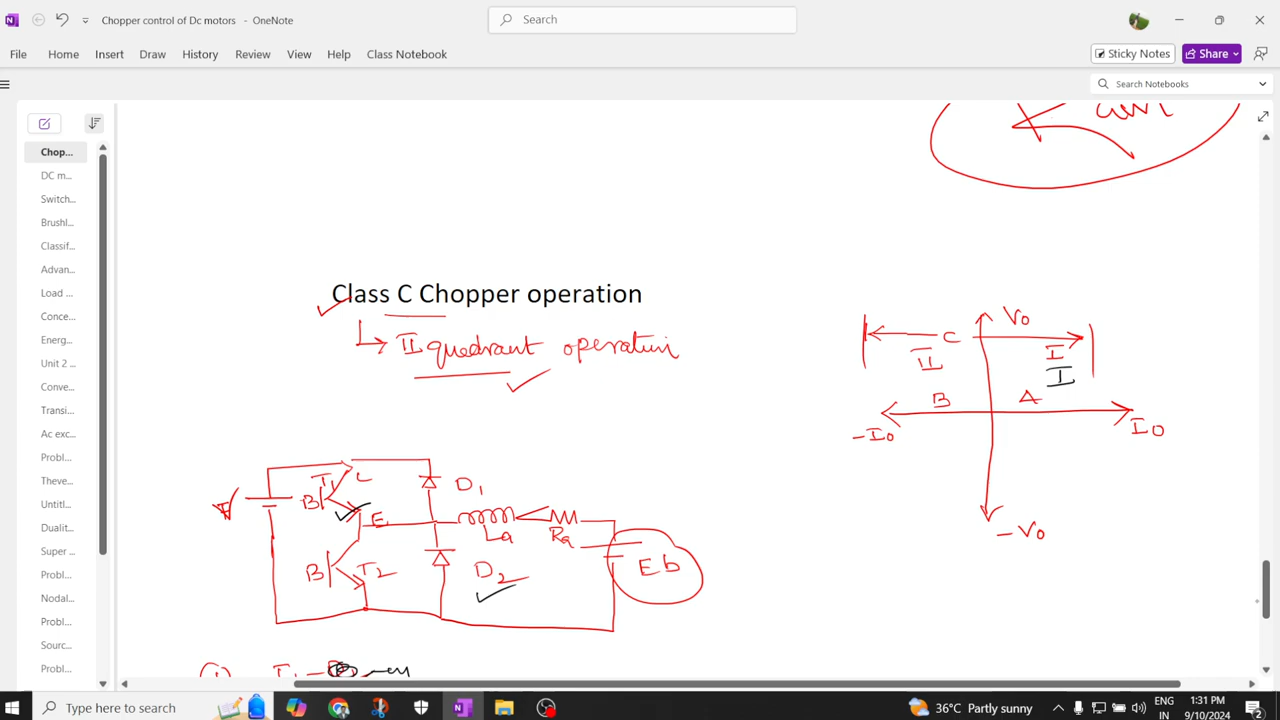 Chopper control of Dc motors - OneNote
Search
File Home Insert Draw History Review View Help Class Notebook
Sticky Notes
Share
Search Notebooks
Chop...
DC m...
Switch...
Brushl...
Classif...
Advan...
Load ...
Conce...
Energ...
Unit 2 ...
Conve...
Transi...
Ac exc...
Probl...
Theve...
Untitl...
Dualit...
Super ...
Probl...
Nodal...
Probl...
Sourc...
Probl...
Class C Chopper operation
II quadrant operation
V0
C
I
II
I
B A
-I0
I0
-V0
T1 C
B
E
D1
La
Ra
Eb
B T2
D2
(i) T1 -
Type here to search
36°C Partly sunny
ENG
IN
1:31 PM
9/10/2024
2